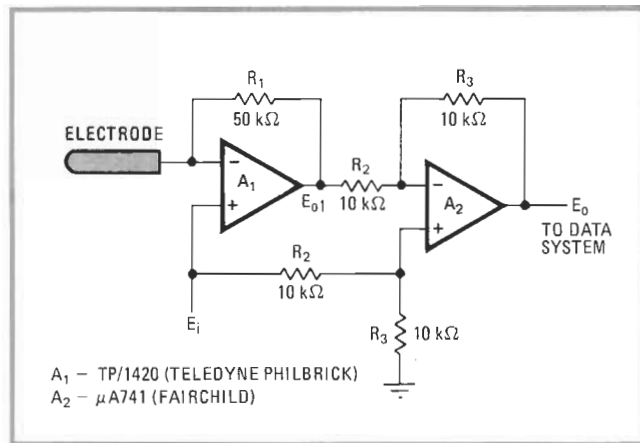 R1
50 kΩ
R3
10 kΩ
ELECTRODE
R2
10 kΩ
−
A1
+
Eo1
−
A2
+
Eo
TO DATA
SYSTEM
R2
10 kΩ
Ei
R3 10 kΩ
A1 – TP/1420 (TELEDYNE PHILBRICK)
A2 – μA741 (FAIRCHILD)